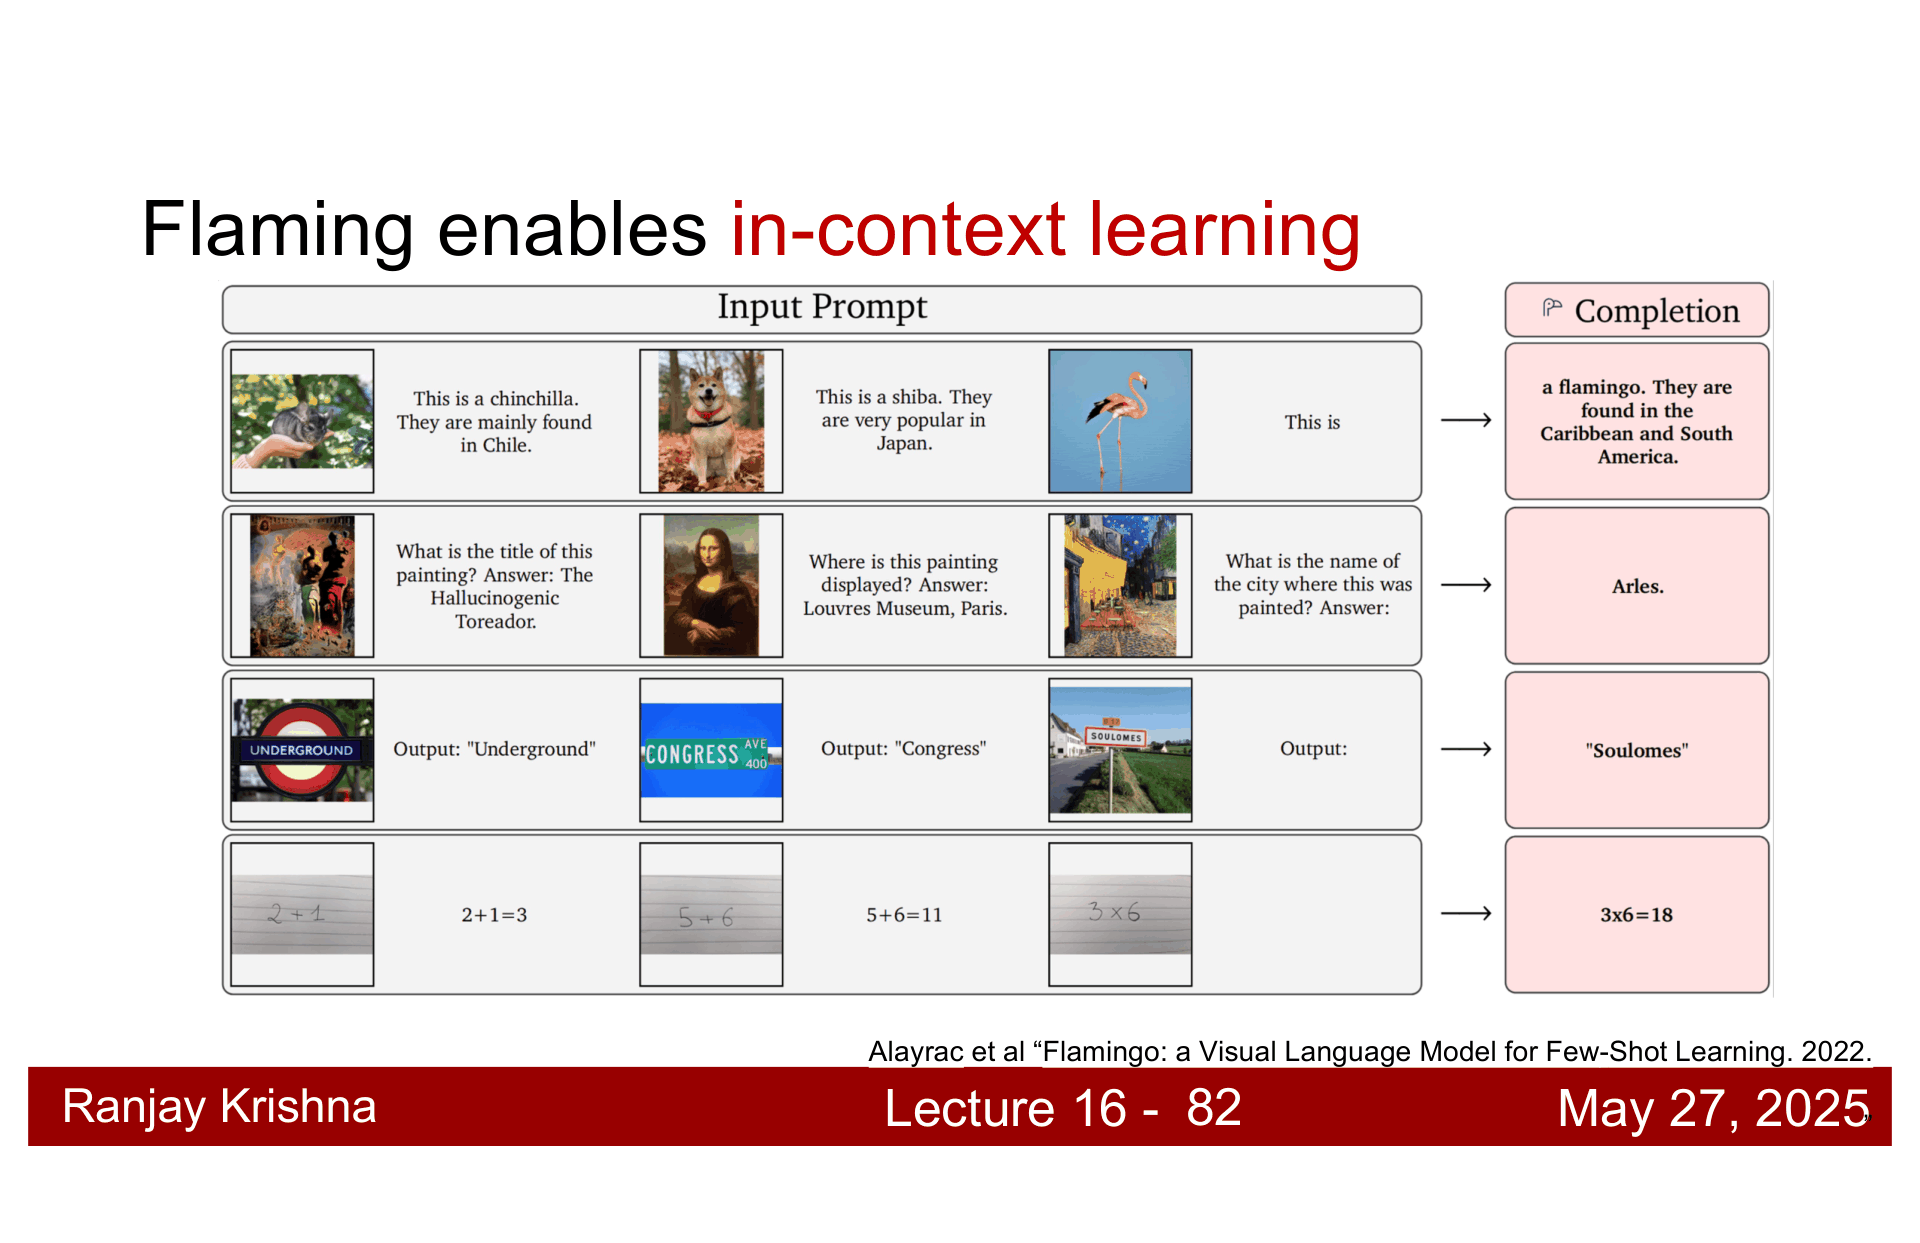 Flaming enables in-context learning
Input Prompt
Completion
This is a chinchilla.
They are mainly found
in Chile.
This is a shiba. They
are very popular in
Japan.
This is
a flamingo. They are
found in the
Caribbean and South
America.
What is the title of this
painting? Answer: The
Hallucinogenic
Toreador.
Where is this painting
displayed? Answer:
Louvres Museum, Paris.
What is the name of
the city where this was
painted? Answer:
Arles.
UNDERGROUND
Output: "Underground"
CONGRESS AVE
400
Output: "Congress"
SOULOMES
Output:
"Soulomes"
2+1
2+1=3
5+6
5+6=11
3×6
3x6=18
Alayrac et al “Flamingo: a Visual Language Model for Few-Shot Learning. 2022.
”
Ranjay Krishna
Lecture 16 - 82
May 27, 2025